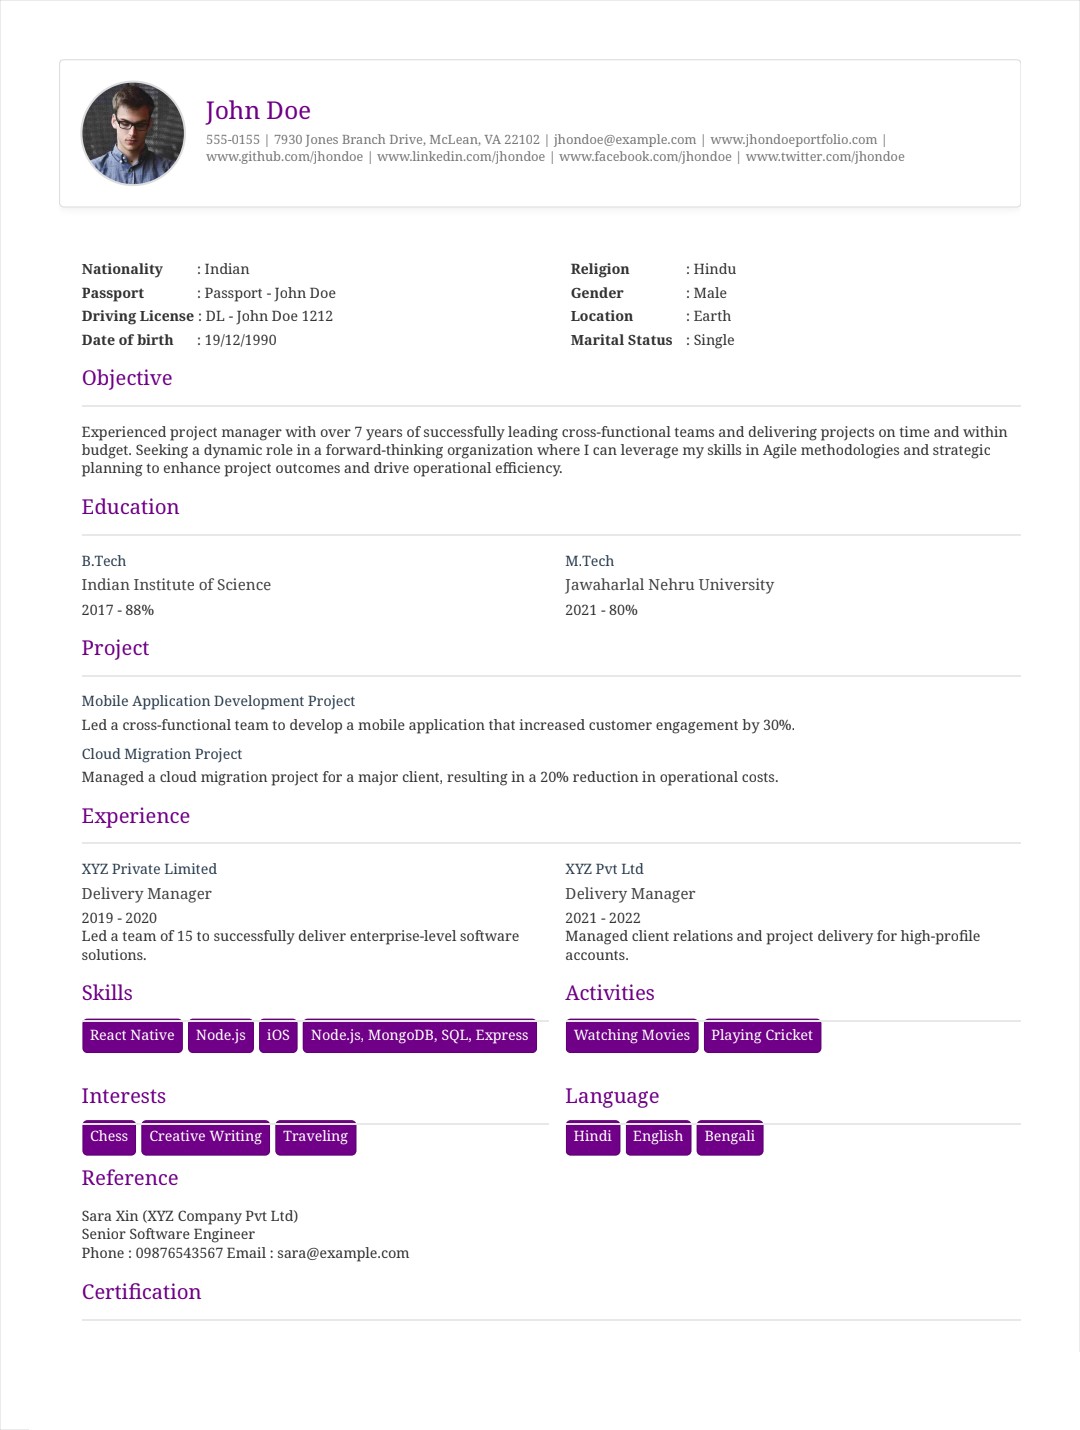 John Doe
555-0155 | 7930 Jones Branch Drive, McLean, VA 22102 | jhondoe@example.com | www.jhondoeportfolio.com |
www.github.com/jhondoe | www.linkedin.com/jhondoe | www.facebook.com/jhondoe | www.twitter.com/jhondoe
Nationality : Indian
Passport : Passport - John Doe
Driving License : DL - John Doe 1212
Date of birth : 19/12/1990
Religion : Hindu
Gender : Male
Location : Earth
Marital Status : Single
Objective
Experienced project manager with over 7 years of successfully leading cross-functional teams and delivering projects on time and within
budget. Seeking a dynamic role in a forward-thinking organization where I can leverage my skills in Agile methodologies and strategic
planning to enhance project outcomes and drive operational efficiency.
Education
B.Tech
Indian Institute of Science
2017 - 88%
M.Tech
Jawaharlal Nehru University
2021 - 80%
Project
Mobile Application Development Project
Led a cross-functional team to develop a mobile application that increased customer engagement by 30%.
Cloud Migration Project
Managed a cloud migration project for a major client, resulting in a 20% reduction in operational costs.
Experience
XYZ Private Limited
Delivery Manager
2019 - 2020
Led a team of 15 to successfully deliver enterprise-level software
solutions.
XYZ Pvt Ltd
Delivery Manager
2021 - 2022
Managed client relations and project delivery for high-profile
accounts.
Skills
React Native Node.js iOS Node.js, MongoDB, SQL, Express
Activities
Watching Movies Playing Cricket
Interests
Chess Creative Writing Traveling
Language
Hindi English Bengali
Reference
Sara Xin (XYZ Company Pvt Ltd)
Senior Software Engineer
Phone : 09876543567 Email : sara@example.com
Certification